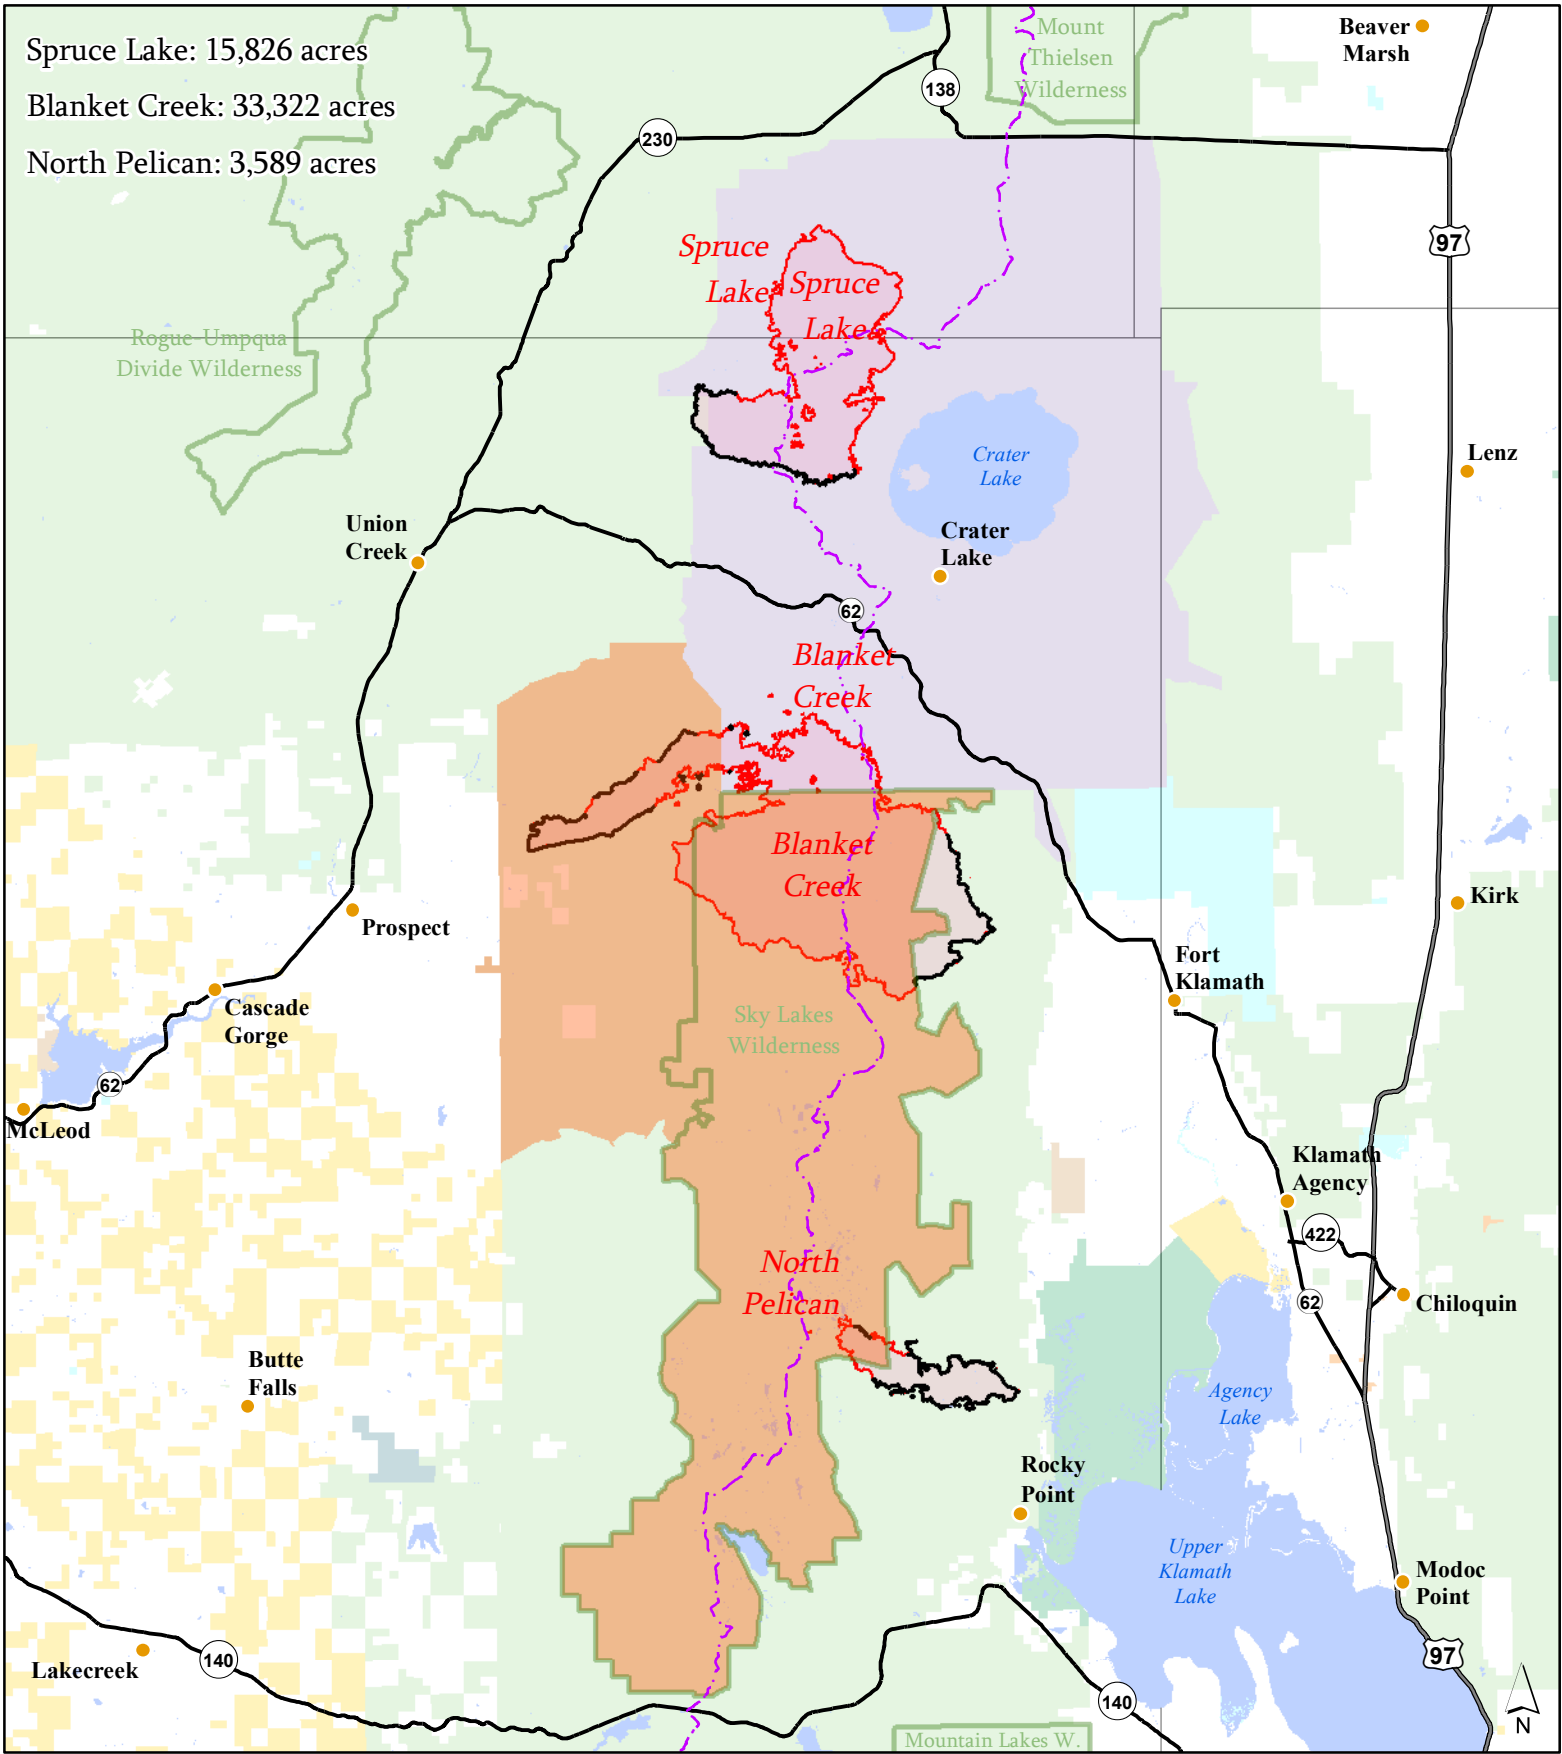 Spruce Lake: 15,826 acres
Blanket Creek: 33,322 acres
North Pelican: 3,589 acres
Mount
Thielsen
Wilderness
Beaver
Marsh
138
230
97
Spruce
Lake
Spruce
Lake
Rogue-Umpqua
Divide Wilderness
Crater
Lake
Lenz
Union
Creek
Crater
Lake
62
Blanket
Creek
Blanket
Creek
Kirk
Prospect
Fort
Klamath
Cascade
Gorge
Sky Lakes
Wilderness
62
McLeod
Klamath
Agency
422
North
Pelican
62
Chiloquin
Butte
Falls
Agency
Lake
Rocky
Point
Upper
Klamath
Lake
Modoc
Point
Lakecreek
140
97
140
N
Mountain Lakes W.